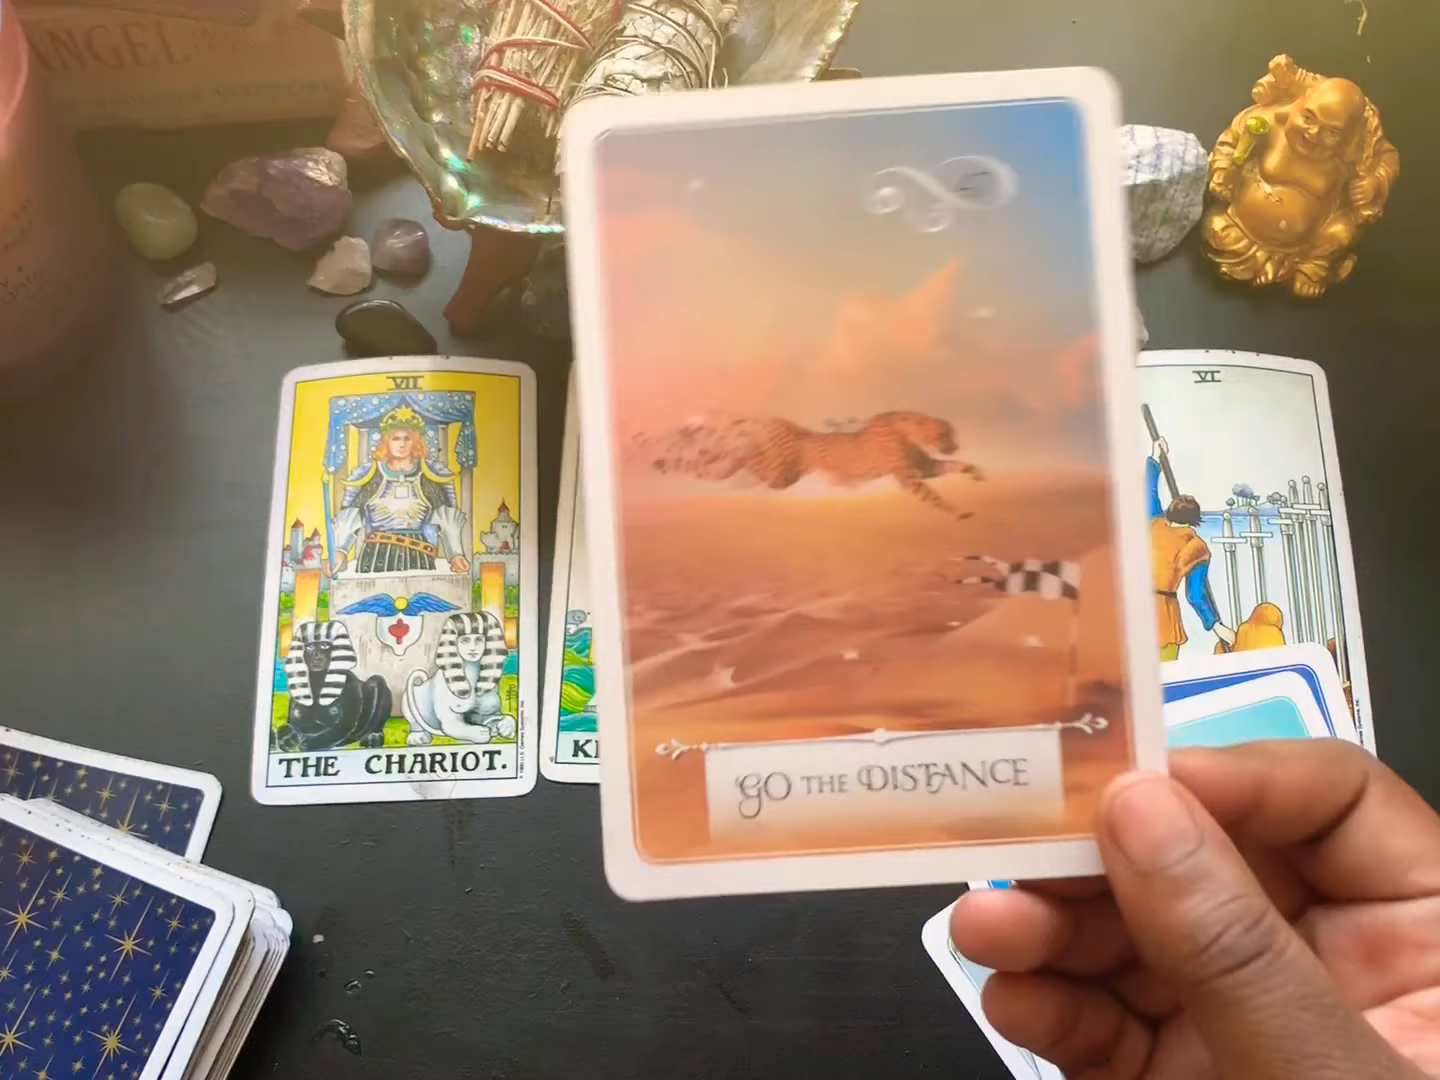 ANGEL
VII
VI
THE CHARIOT.
K
GO THE DISTANCE